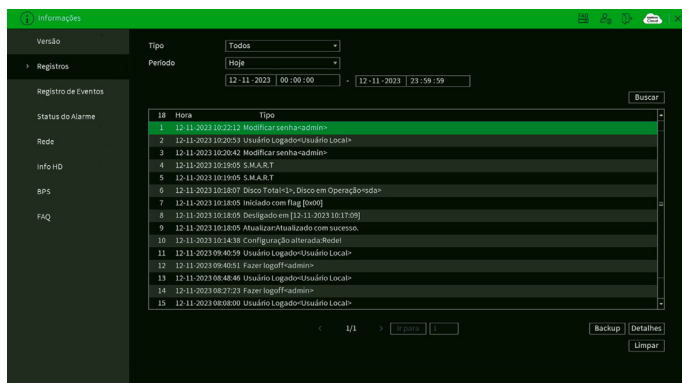 Informações
FAQ
Versão
Registros
Registro de Eventos
Status do Alarme
Rede
Info HD
BPS
FAQ
Tipo Todos
Período Hoje
12-11-2023 00:00:00 - 12-11-2023 23:59:59
Buscar
18 Hora Tipo
1 12-11-2023 10:22:12 Modificar senha<admin>
2 12-11-2023 10:20:53 Usuário Logado<Usuário Local>
3 12-11-2023 10:20:42 Modificar senha<admin>
4 12-11-2023 10:19:05 S.M.A.R.T
5 12-11-2023 10:19:05 S.M.A.R.T
6 12-11-2023 10:18:07 Disco Total<1>, Disco em Operação<sda>
7 12-11-2023 10:18:05 Iniciado com flag [0x00]
8 12-11-2023 10:18:05 Desligado em [12-11-2023 10:17:09]
9 12-11-2023 10:18:05 Atualizar:Atualizado com sucesso.
10 12-11-2023 10:14:38 Configuração alterada:Rede!
11 12-11-2023 09:40:59 Usuário Logado<Usuário Local>
12 12-11-2023 09:40:51 Fazer logoff<admin>
13 12-11-2023 08:48:46 Usuário Logado<Usuário Local>
14 12-11-2023 08:27:23 Fazer logoff<admin>
15 12-11-2023 08:08:00 Usuário Logado<Usuário Local>
< 1/1 > Ir para 1
Backup Detalhes
Limpar